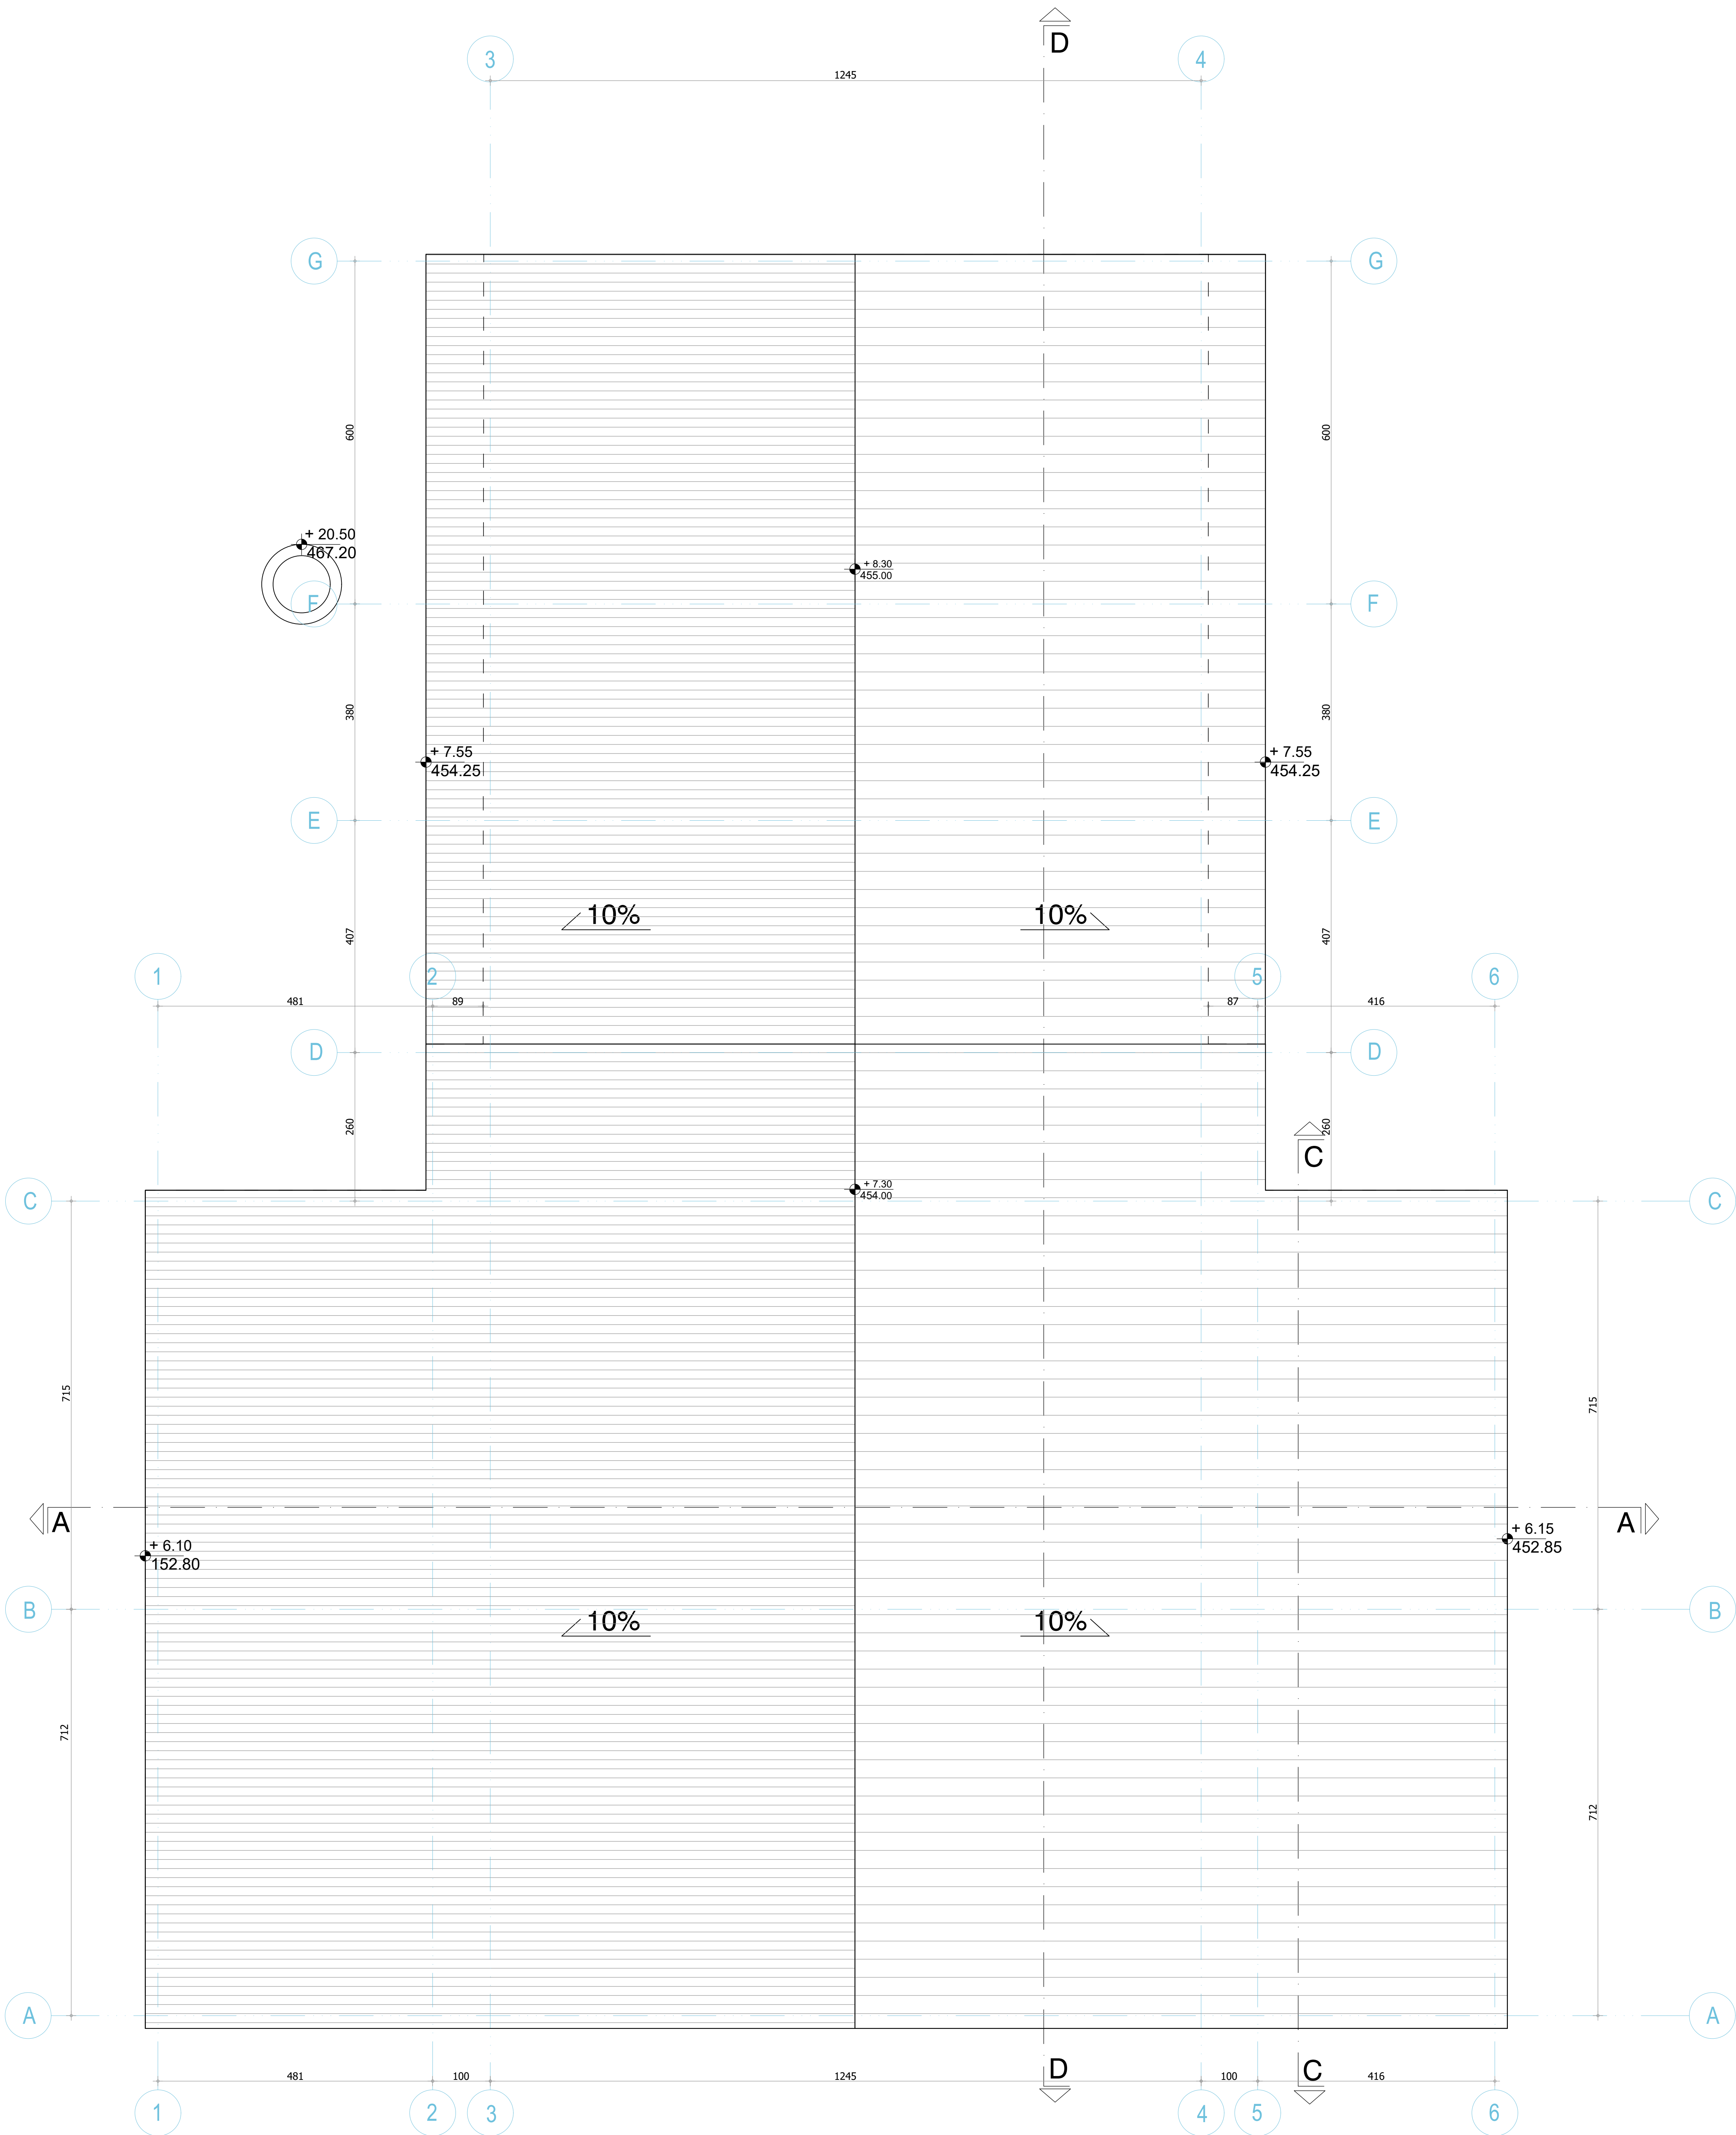 D
3
4
1245
G
G
600
600
+ 20.50
467.20
+ 8.30
455.00
F
F
380
380
+ 7.55
454.25
+ 7.55
454.25
E
E
10%
10%
407
407
1
2
5
6
481
89
87
416
D
D
260
260
C
+ 7.30
454.00
C
C
715
715
A
A
+ 6.10
152.80
+ 6.15
452.85
B
B
10%
10%
712
712
A
A
D
C
481
100
1245
100
416
1
2
3
4
5
6